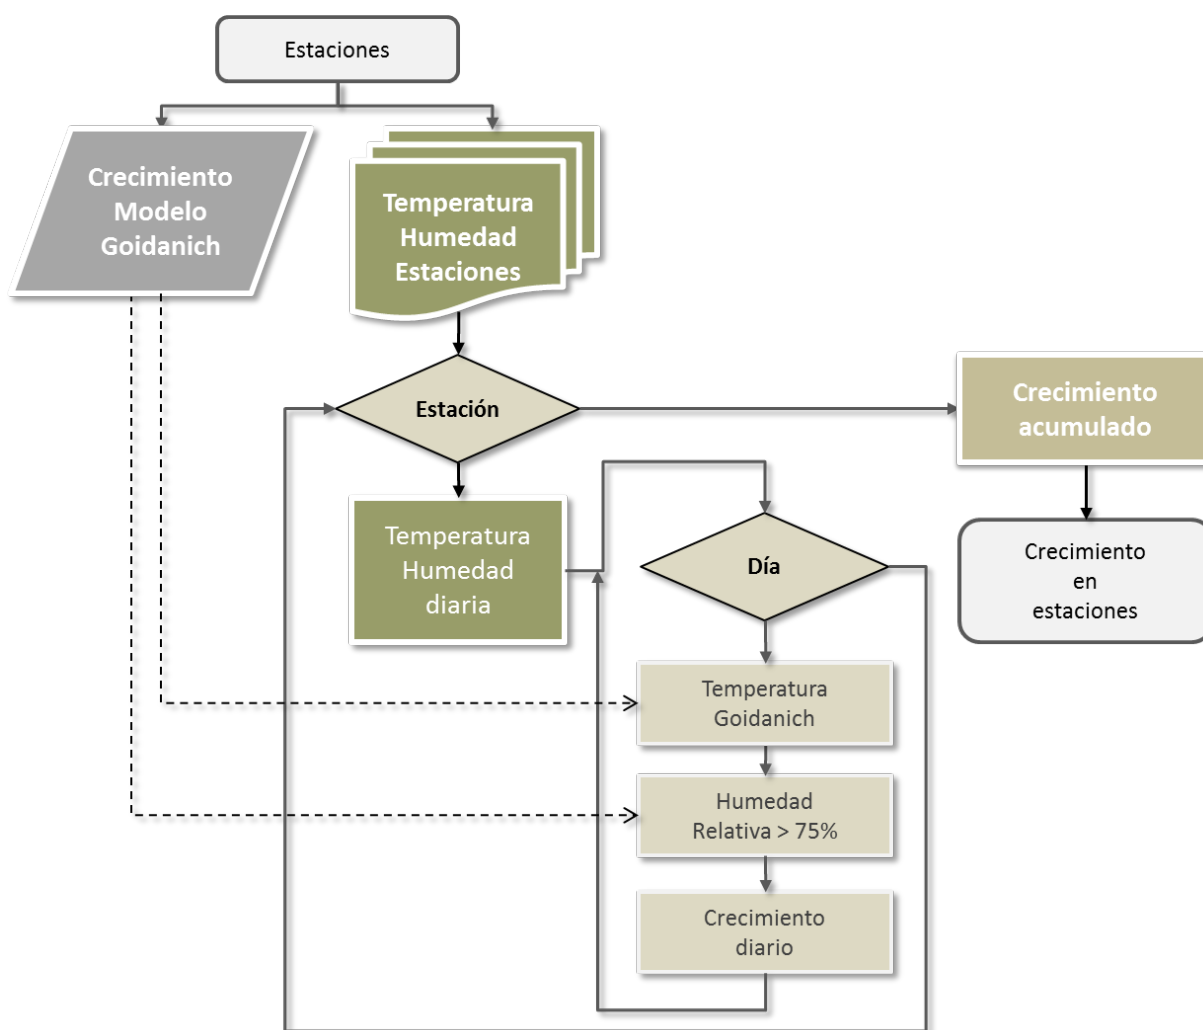 Estaciones
Crecimiento
Modelo
Goidanich
Temperatura
Humedad
Estaciones
Estación
Crecimiento
acumulado
Temperatura
Humedad
diaria
Día
Crecimiento
en
estaciones
Temperatura
Goidanich
Humedad
Relativa > 75%
Crecimiento
diario